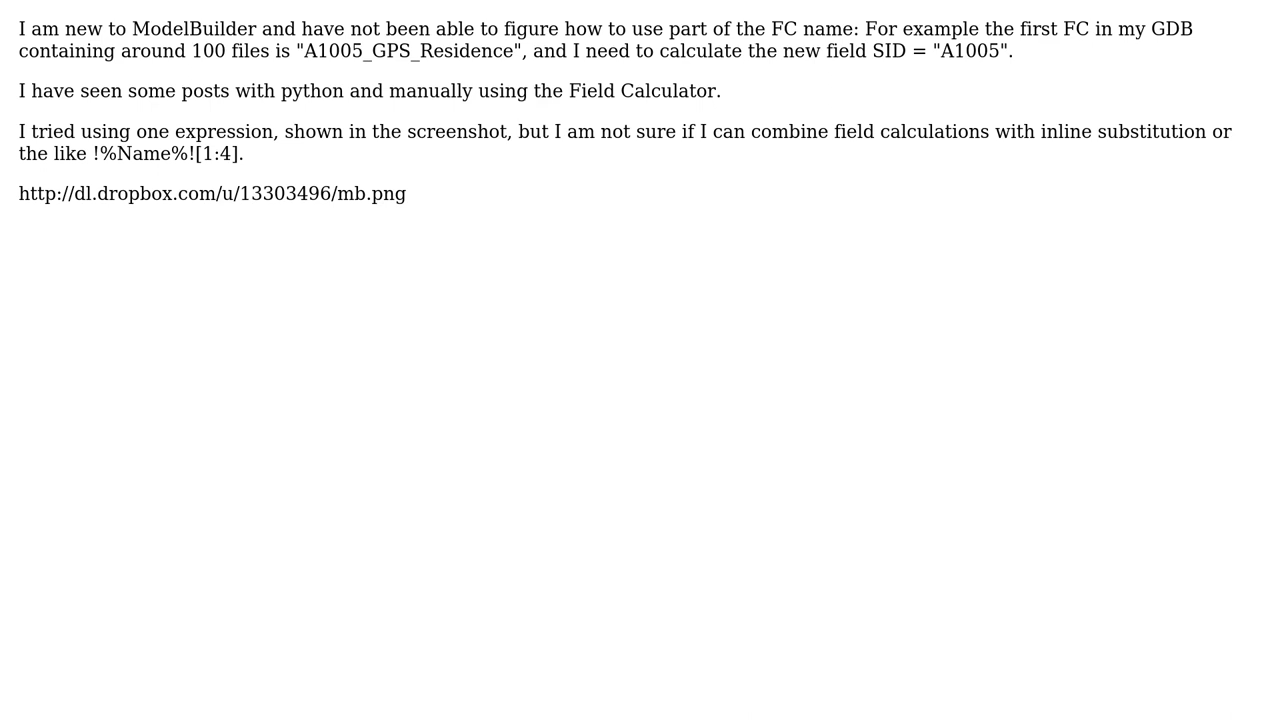 I am new to ModelBuilder and have not been able to figure how to use part of the FC name: For example the first FC in my GDB
containing around 100 files is "A1005_GPS_Residence", and I need to calculate the new field SID = "A1005".
I have seen some posts with python and manually using the Field Calculator.
I tried using one expression, shown in the screenshot, but I am not sure if I can combine field calculations with inline substitution or
the like !%Name%![1:4].
http://dl.dropbox.com/u/13303496/mb.png